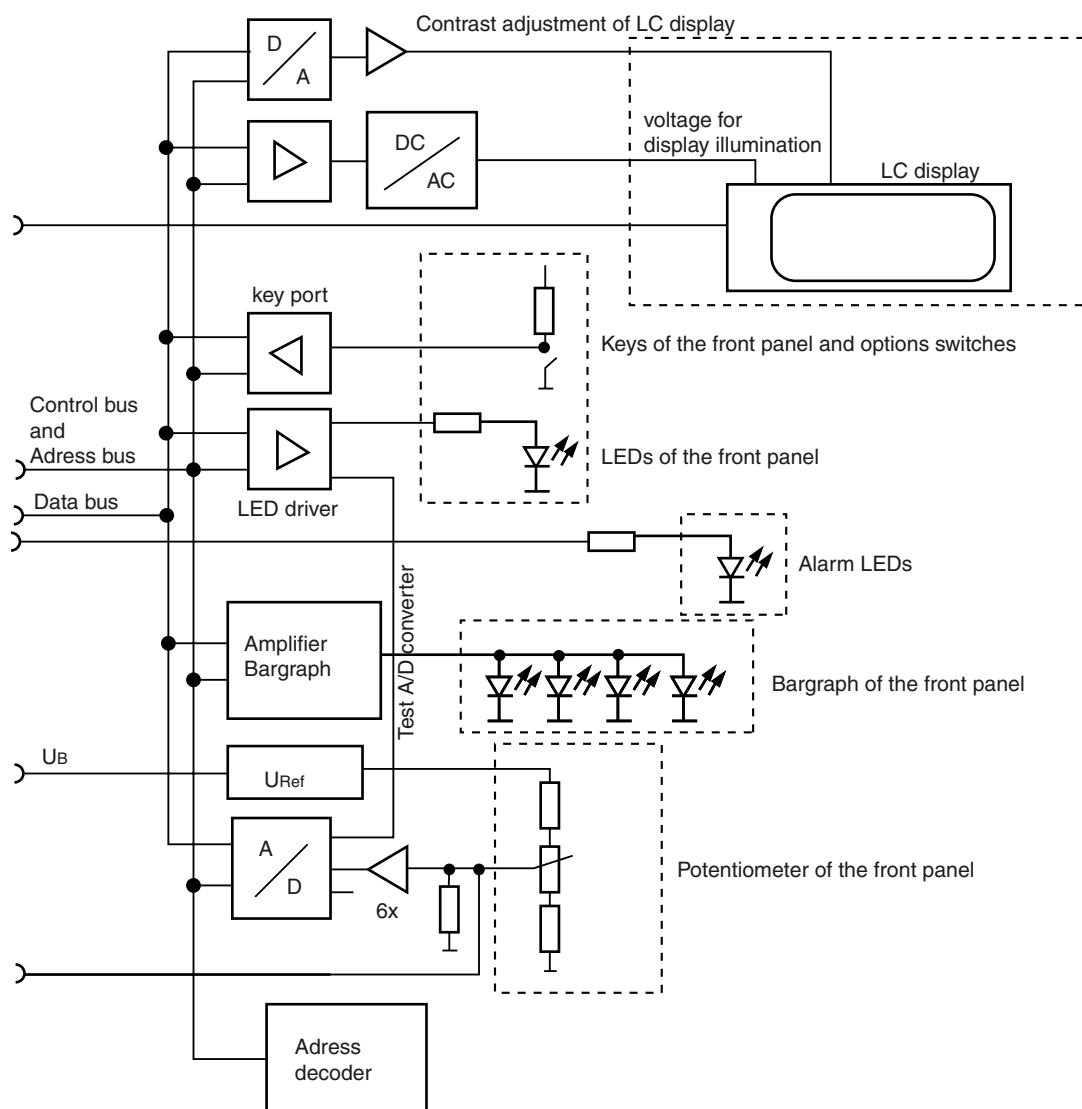 Contrast adjustment of LC display
D
A
voltage for
display illumination
DC
AC
LC display
key port
Keys of the front panel and options switches
Control bus
and
Adress bus
LEDs of the front panel
Data bus
LED driver
Alarm LEDs
Test A/D converter
Amplifier
Bargraph
Bargraph of the front panel
UB
URef
A
D
6x
Potentiometer of the front panel
Adress
decoder